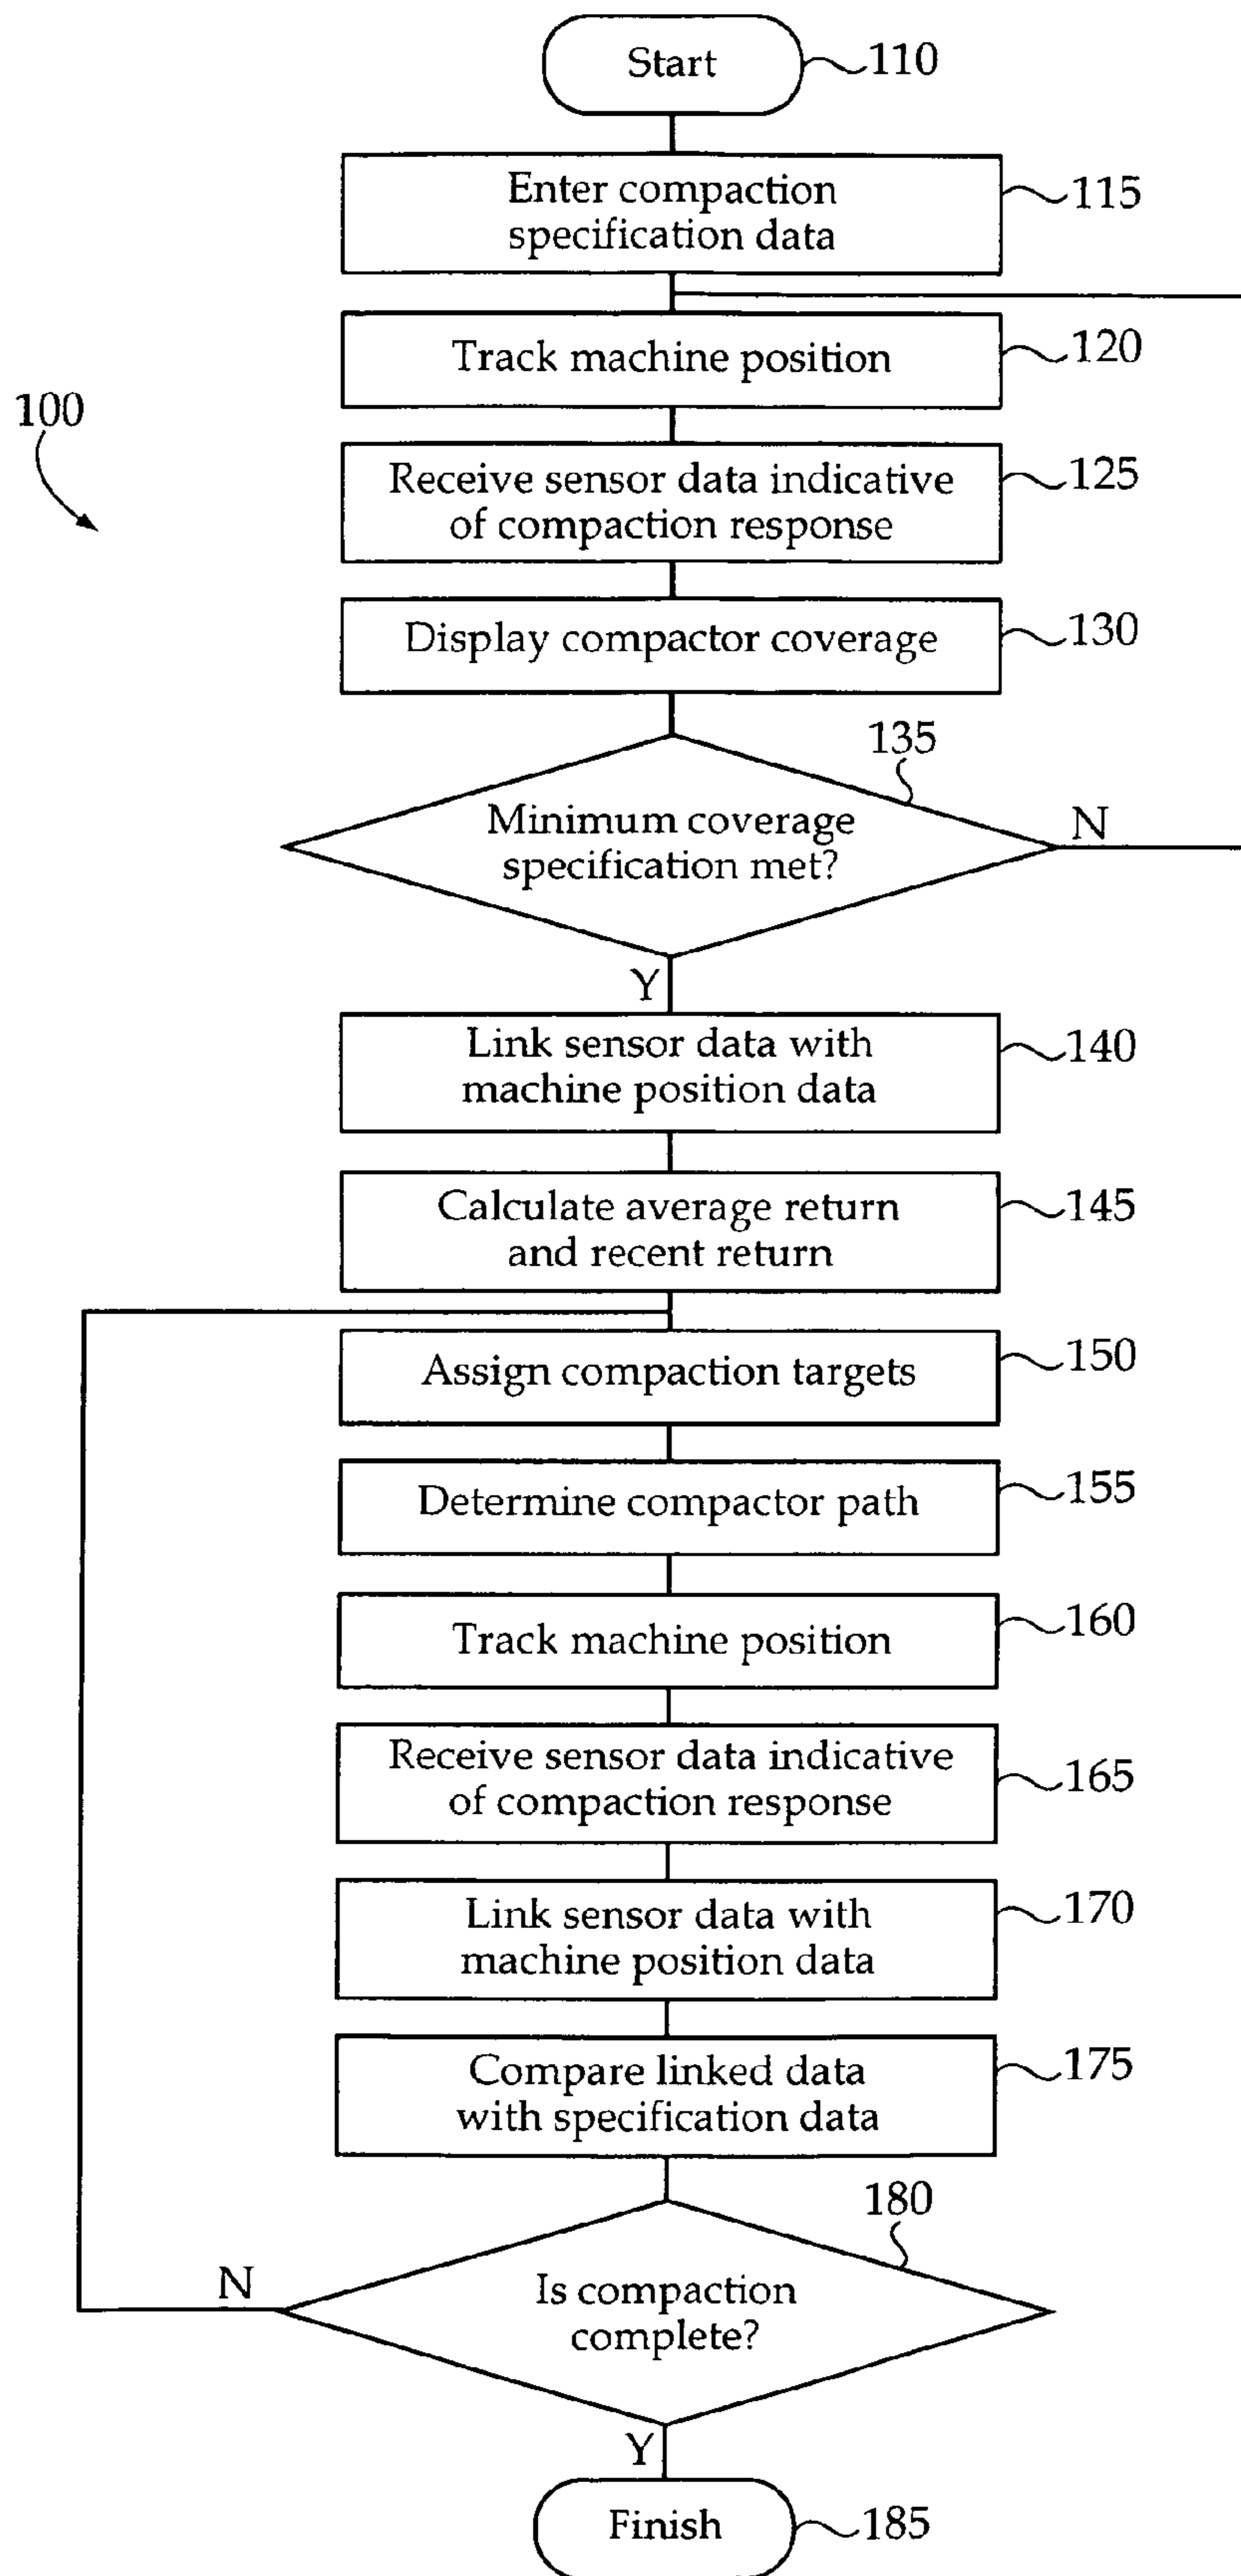 Start
110
Enter compaction
specification data
115
Track machine position
120
100
Receive sensor data indicative
of compaction response
125
Display compactor coverage
130
135
Minimum coverage
specification met?
N
Y
Link sensor data with
machine position data
140
Calculate average return
and recent return
145
Assign compaction targets
150
Determine compactor path
155
Track machine position
160
Receive sensor data indicative
of compaction response
165
Link sensor data with
machine position data
170
Compare linked data
with specification data
175
180
N
Is compaction
complete?
Y
Finish
185